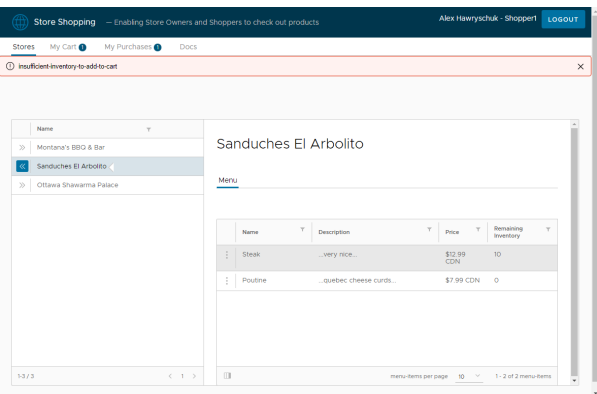 Store Shopping — Enabling Store Owners and Shoppers to check out products
Alex Hawryschuk - Shopper1 LOGOUT
Stores My Cart 1 My Purchases 1 Docs
insufficient-inventory-to-add-to-cart
Name
Montana's BBQ & Bar
Sanduches El Arbolito
Ottawa Shawarma Palace
1-3 / 3
1
Sanduches El Arbolito
Menu
Name Description Price Remaining
Inventory
Steak ...very nice... $12.99 10
CDN
Poutine ...quebec cheese curds... $7.99 CDN 0
menu-items per page 10 1 - 2 of 2 menu-items